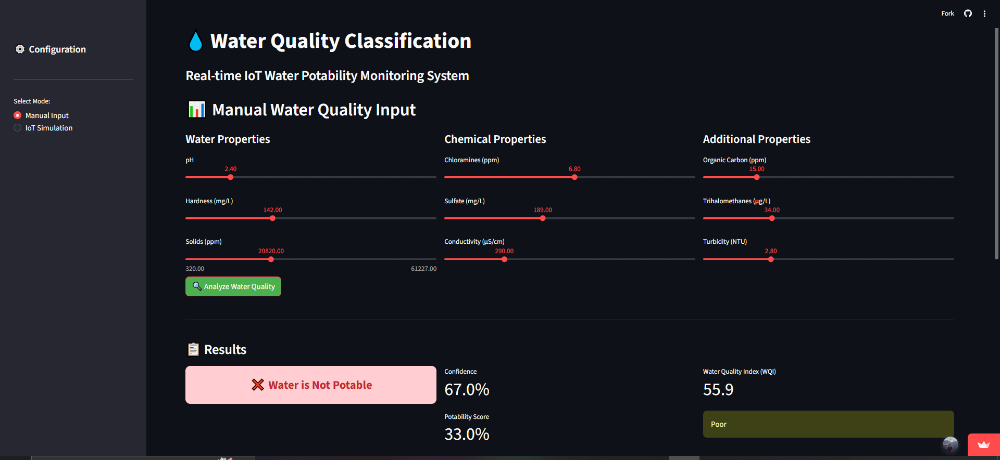 Fork
Configuration
Select Mode:
Manual Input
IoT Simulation
Water Quality Classification
Real-time IoT Water Potability Monitoring System
Manual Water Quality Input
Water Properties
pH
2.40
Hardness (mg/L)
142.00
Solids (ppm)
20820.00
320.00 61227.00
Chemical Properties
Chloramines (ppm)
6.80
Sulfate (mg/L)
189.00
Conductivity (μS/cm)
290.00
Additional Properties
Organic Carbon (ppm)
15.00
Trihalomethanes (μg/L)
34.00
Turbidity (NTU)
2.80
Analyze Water Quality
Results
Water is Not Potable
Confidence
67.0%
Potability Score
33.0%
Water Quality Index (WQI)
55.9
Poor